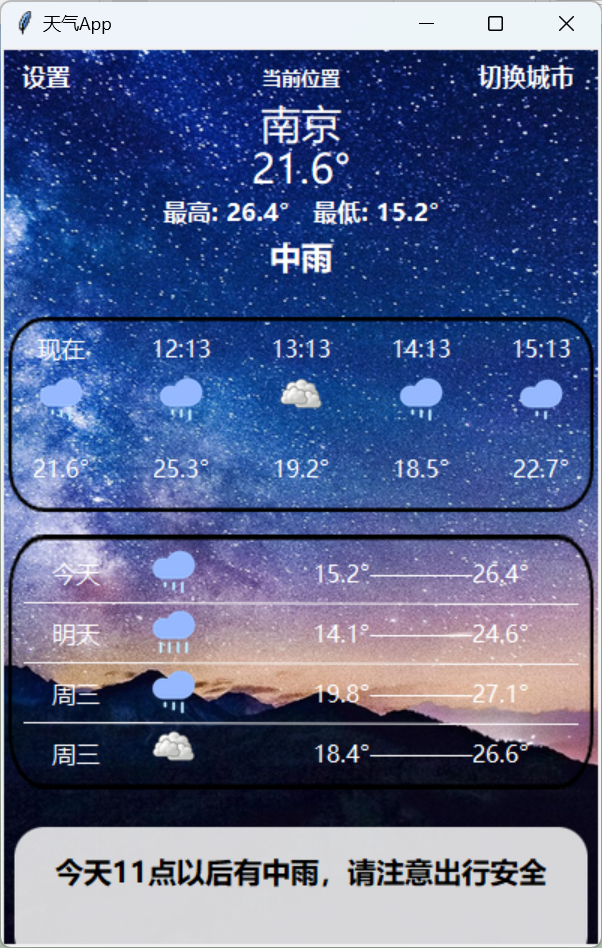 天气App
设置 当前位置 切换城市
南京
21.6°
最高: 26.4° 最低: 15.2°
中雨
现在 12:13 13:13 14:13 15:13
21.6° 25.3° 19.2° 18.5° 22.7°
今天 15.2°————26.4°
明天 14.1°————24.6°
周三 19.8°————27.1°
周三 18.4°————26.6°
今天11点以后有中雨，请注意出行安全